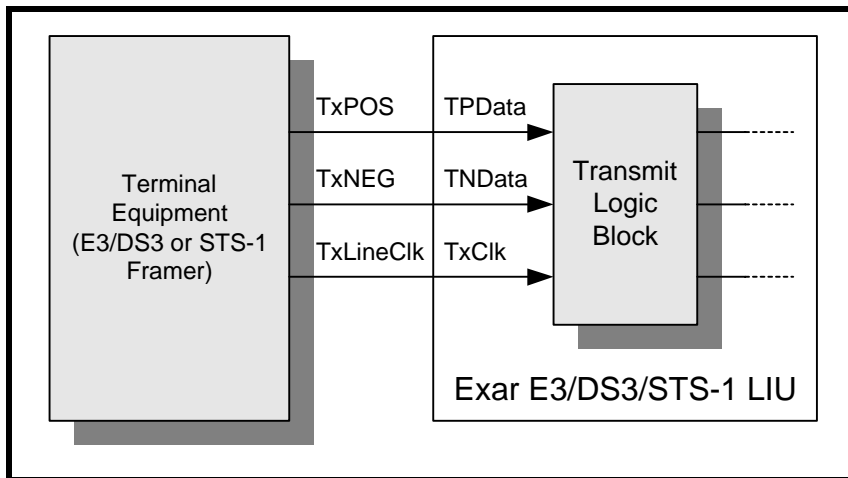 Terminal
Equipment
(E3/DS3 or STS-1
Framer)
TxPOS
TxNEG
TxLineClk
TPData
TNData
TxClk
Transmit
Logic
Block
Exar E3/DS3/STS-1 LIU